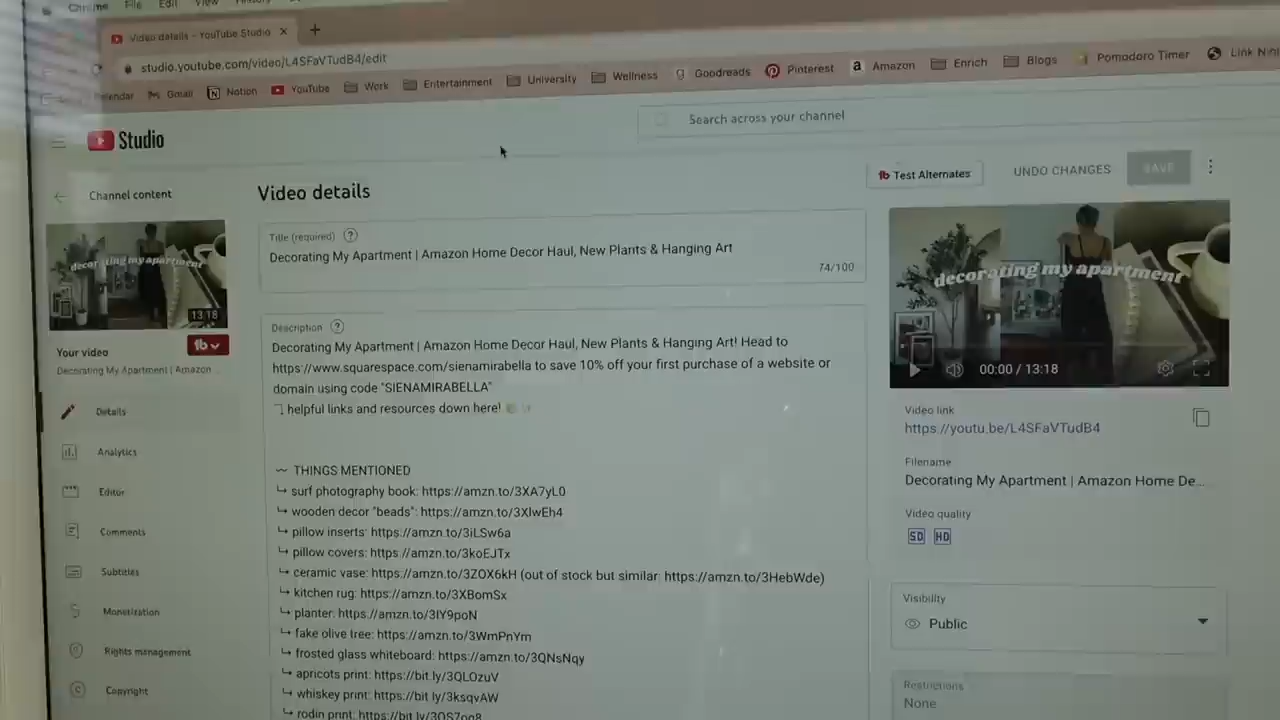 Chrome File Edit View History
Video details - YouTube Studio
studio.youtube.com/video/L4SFaVTudB4/edit
Calendar Gmail Notion YouTube Work Entertainment University Wellness Goodreads Pinterest Amazon Enrich Blogs Pomodoro Timer Link
Studio
Search across your channel
Channel content
Video details
Test Alternates
UNDO CHANGES
SAVE
decorating my apartment
13:18
Your video
Decorating My Apartment | Amazon ...
Details
Analytics
Editor
Comments
Subtitles
Monetization
Rights management
Copyright
Title (required)
Decorating My Apartment | Amazon Home Decor Haul, New Plants & Hanging Art
74/100
Description
Decorating My Apartment | Amazon Home Decor Haul, New Plants & Hanging Art! Head to
https://www.squarespace.com/sienamirabella to save 10% off your first purchase of a website or
domain using code "SIENAMIRABELLA"
helpful links and resources down here!
THINGS MENTIONED
↳ surf photography book: https://amzn.to/3XA7yL0
↳ wooden decor "beads": https://amzn.to/3XlwEh4
↳ pillow inserts: https://amzn.to/3iLSw6a
↳ pillow covers: https://amzn.to/3koEJTx
↳ ceramic vase: https://amzn.to/3ZOX6kH (out of stock but similar: https://amzn.to/3HebWde)
↳ kitchen rug: https://amzn.to/3XBomSx
↳ planter: https://amzn.to/3IY9poN
↳ fake olive tree: https://amzn.to/3WmPnYm
↳ frosted glass whiteboard: https://amzn.to/3QNsNqy
↳ apricots print: https://bit.ly/3QLOzuV
↳ whiskey print: https://bit.ly/3ksqvAW
↳ rodin print:
decorating my apartment
00:00 / 13:18
Video link
https://youtu.be/L4SFaVTudB4
Filename
Decorating My Apartment | Amazon Home De...
Video quality
SD HD
Visibility
Public
Restrictions
None